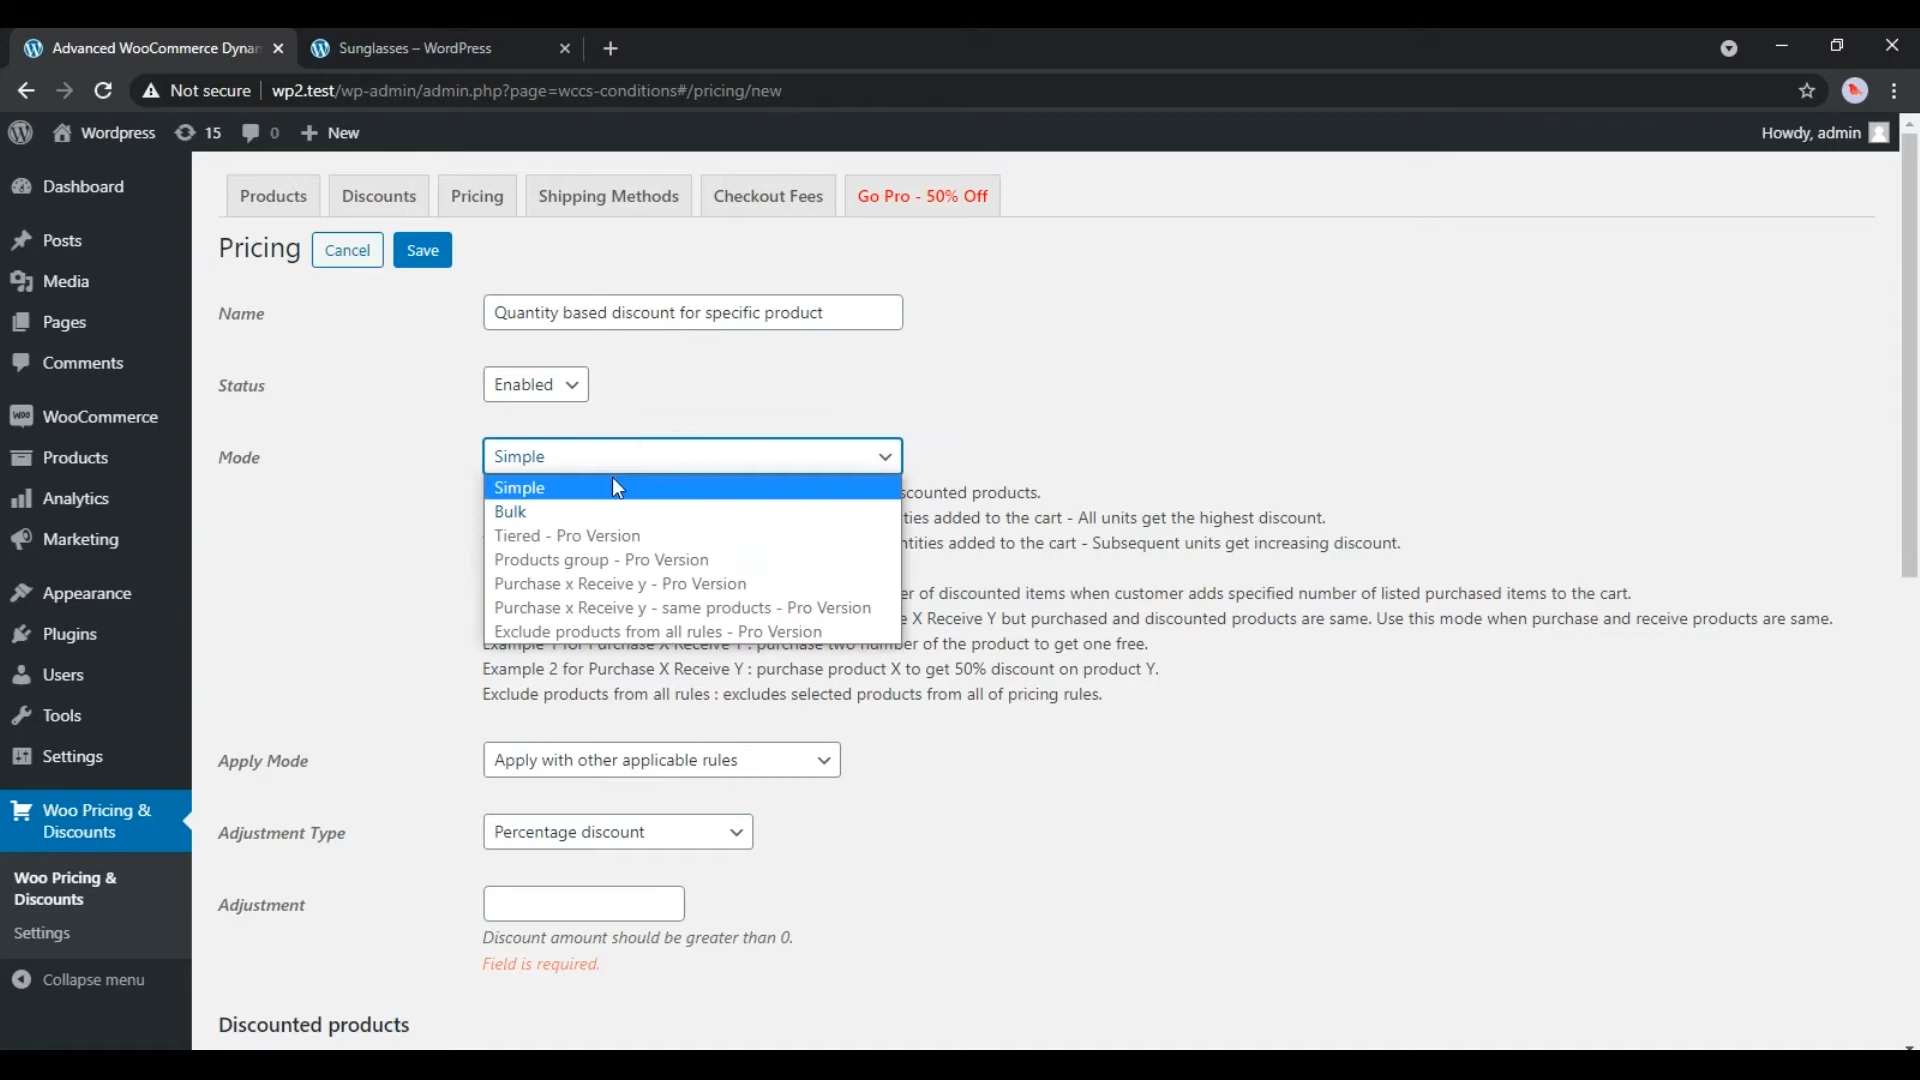 Advanced WooCommerce Dynar
Sunglasses – WordPress
Not secure
wp2.test/wp-admin/admin.php?page=wccs-conditions#/pricing/new
Wordpress
15
0
New
Howdy, admin
Dashboard
Posts
Media
Pages
Comments
WooCommerce
Products
Analytics
Marketing
Appearance
Plugins
Users
Tools
Settings
Woo Pricing &
Discounts
Woo Pricing &
Discounts
Settings
Collapse menu
Products
Discounts
Pricing
Shipping Methods
Checkout Fees
Go Pro - 50% Off
Pricing
Cancel
Save
Name
Quantity based discount for specific product
Status
Enabled
Mode
Simple
Simple
Bulk
Tiered - Pro Version
Products group - Pro Version
Purchase x Receive y - Pro Version
Purchase x Receive y - same products - Pro Version
Exclude products from all rules - Pro Version
scounted products.
ties added to the cart - All units get the highest discount.
ntities added to the cart - Subsequent units get increasing discount.
er of discounted items when customer adds specified number of listed purchased items to the cart.
X Receive Y but purchased and discounted products are same. Use this mode when purchase and receive products are same.
Example 1 for Purchase X Receive Y : purchase two number of the product to get one free.
Example 2 for Purchase X Receive Y : purchase product X to get 50% discount on product Y.
Exclude products from all rules : excludes selected products from all of pricing rules.
Apply Mode
Apply with other applicable rules
Adjustment Type
Percentage discount
Adjustment
Discount amount should be greater than 0.
Field is required.
Discounted products